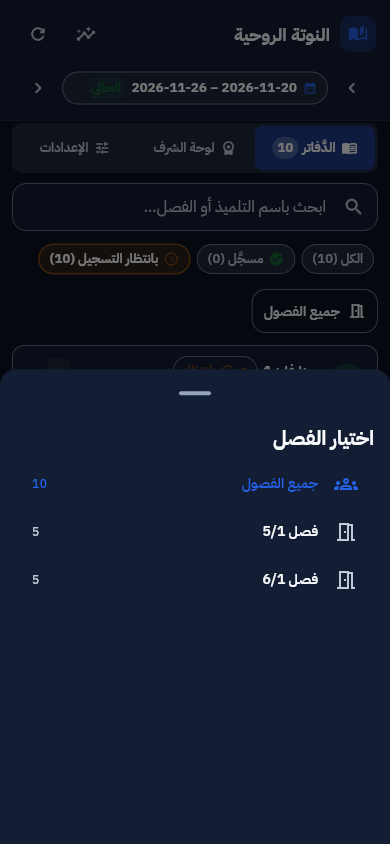 النوتة الروحية
2026-11-26 – 2026-11-20 الحالي
الدَّفاتر 10 لوحة الشرف الإعدادات
ابحث باسم التلميذ أو الفصل...
الكل (10) مسجَّل (0) بانتظار التسجيل (10)
جميع الفصول
اختيار الفصل
جميع الفصول 10
فصل 5/1 5
فصل 6/1 5